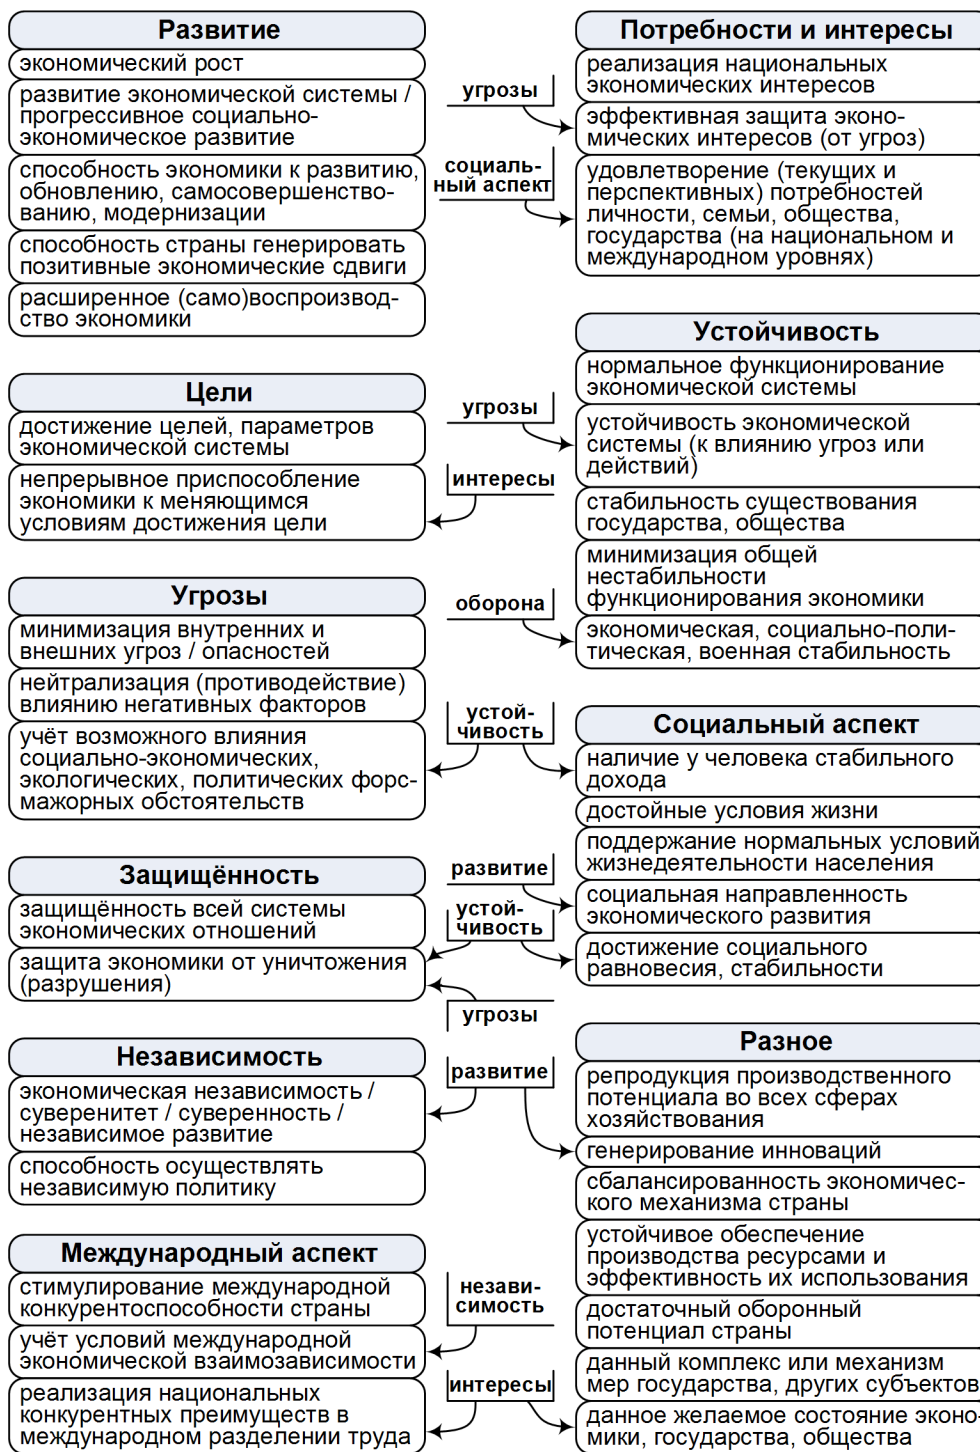 Развитие
экономический рост
развитие экономической системы /
прогрессивное социально-
экономическое развитие
способность экономики к развитию,
обновлению, самосовершенство-
ванию, модернизации
способность страны генерировать
позитивные экономические сдвиги
расширенное (само)воспроизвод-
ство экономики
Цели
достижение целей, параметров
экономической системы
непрерывное приспособление
экономики к меняющимся
условиям достижения цели
Угрозы
минимизация внутренних и
внешних угроз / опасностей
нейтрализация (противодействие)
влиянию негативных факторов
учёт возможного влияния
социально-экономических,
экологических, политических форс-
мажорных обстоятельств
Защищённость
защищённость всей системы
экономических отношений
защита экономики от уничтожения
(разрушения)
Независимость
экономическая независимость /
суверенитет / суверенность /
независимое развитие
способность осуществлять
независимую политику
Международный аспект
стимулирование международной
конкурентоспособности страны
учёт условий международной
экономической взаимозависимости
реализация национальных
конкурентных преимуществ в
международном разделении труда
угрозы
социаль-
ный аспект
угрозы
интересы
оборона
устой-
чивость
развитие
устой-
чивость
угрозы
развитие
незави-
симость
интересы
Потребности и интересы
реализация национальных
экономических интересов
эффективная защита эконо-
мических интересов (от угроз)
удовлетворение (текущих и
перспективных) потребностей
личности, семьи, общества,
государства (на национальном и
международном уровнях)
Устойчивость
нормальное функционирование
экономической системы
устойчивость экономической
системы (к влиянию угроз или
действий)
стабильность существования
государства, общества
минимизация общей
нестабильности
функционирования экономики
экономическая, социально-поли-
тическая, военная стабильность
Социальный аспект
наличие у человека стабильного
дохода
достойные условия жизни
поддержание нормальных условий
жизнедеятельности населения
социальная направленность
экономического развития
достижение социального
равновесия, стабильности
Разное
репродукция производственного
потенциала во всех сферах
хозяйствования
генерирование инноваций
сбалансированность экономичес-
кого механизма страны
устойчивое обеспечение
производства ресурсами и
эффективность их использования
достаточный оборонный
потенциал страны
данный комплекс или механизм
мер государства, других субъектов
данное желаемое состояние эконо-
мики, государства, общества